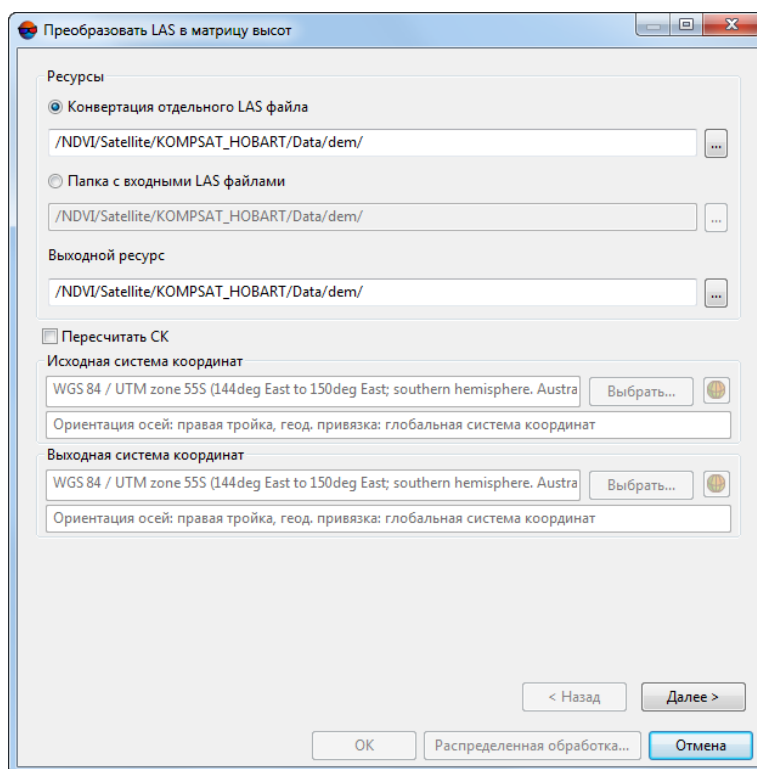 Преобразовать LAS в матрицу высот
Ресурсы
Конвертация отдельного LAS файла
/NDVI/Satellite/KOMPSAT_HOBART/Data/dem/
...
Папка с входными LAS файлами
/NDVI/Satellite/KOMPSAT_HOBART/Data/dem/
...
Выходной ресурс
/NDVI/Satellite/KOMPSAT_HOBART/Data/dem/
...
Пересчитать СК
Исходная система координат
WGS 84 / UTM zone 55S (144deg East to 150deg East; southern hemisphere. Austra
Выбрать...
Ориентация осей: правая тройка, геод. привязка: глобальная система координат
Выходная система координат
WGS 84 / UTM zone 55S (144deg East to 150deg East; southern hemisphere. Austra
Выбрать...
Ориентация осей: правая тройка, геод. привязка: глобальная система координат
< Назад
Далее >
OK
Распределенная обработка...
Отмена